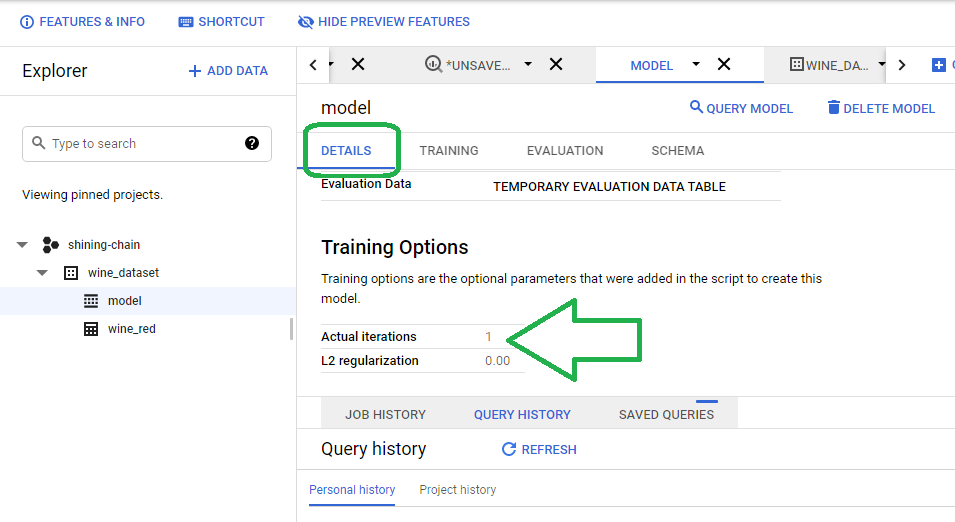 FEATURES & INFO SHORTCUT HIDE PREVIEW FEATURES
Explorer
ADD DATA
Type to search
?
Viewing pinned projects.
shining-chain
wine_dataset
model
wine_red
*UNSAVE... MODEL WINE_DA...
model
QUERY MODEL DELETE MODEL
DETAILS TRAINING EVALUATION SCHEMA
Evaluation Data TEMPORARY EVALUATION DATA TABLE
Training Options
Training options are the optional parameters that were added in the script to create this
model.
Actual iterations 1
L2 regularization 0.00
JOB HISTORY QUERY HISTORY SAVED QUERIES
Query history REFRESH
Personal history Project history